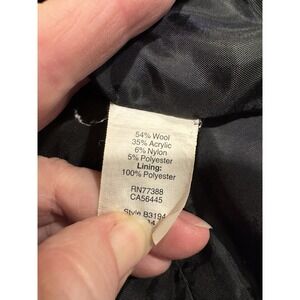 54% Wool
35% Acrylic
6% Nylon
5% Polyester
Lining:
100% Polyester
RN77388
CA56445
Style B3194